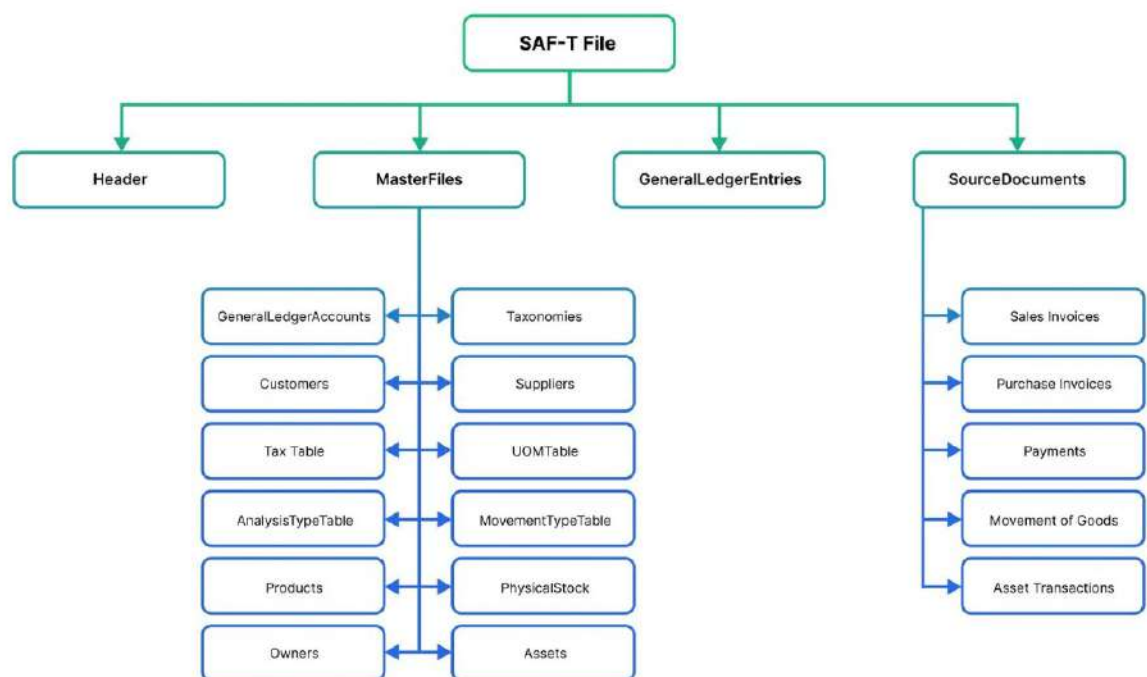 SAF-T File
Header
MasterFiles
GeneralLedgerEntries
SourceDocuments
GeneralLedgerAccounts
Taxonomies
Customers
Suppliers
Tax Table
UOMTable
AnalysisTypeTable
MovementTypeTable
Products
PhysicalStock
Owners
Assets
Sales Invoices
Purchase Invoices
Payments
Movement of Goods
Asset Transactions